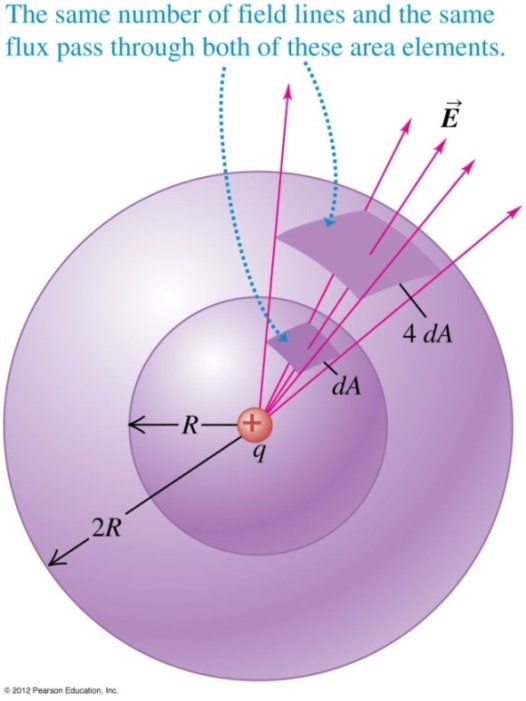 The same number of field lines and the same
flux pass through both of these area elements.
E
4 dA
dA
R
+
q
2R
© 2012 Pearson Education, Inc.